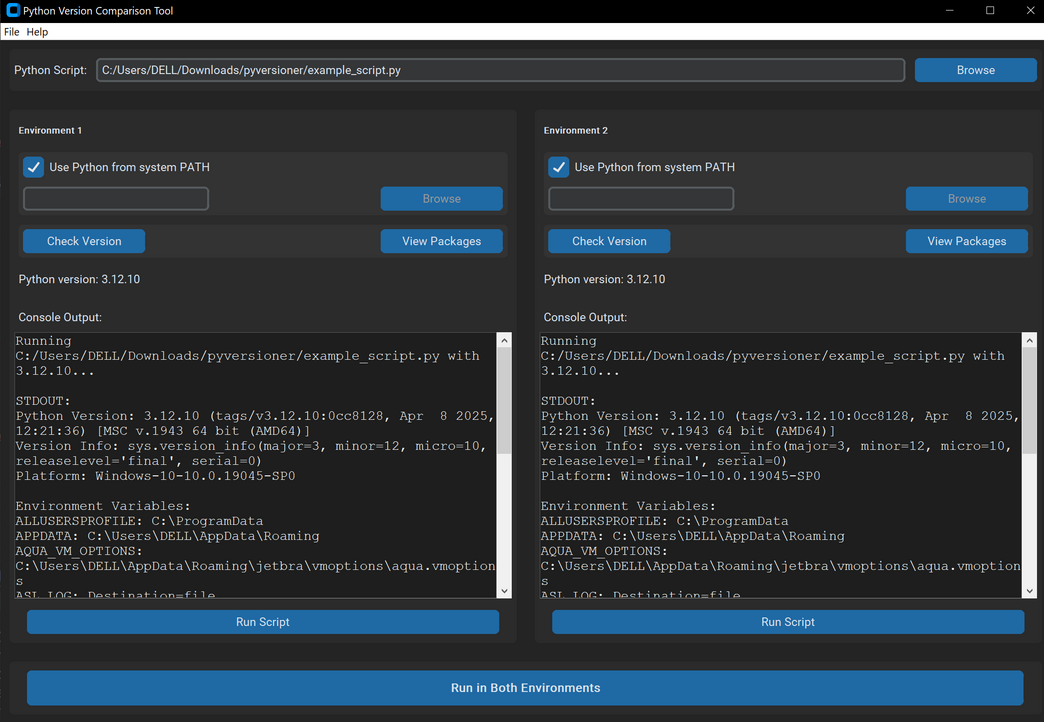 Python Version Comparison Tool
File Help
Python Script: C:/Users/DELL/Downloads/pyversioner/example_script.py Browse
Environment 1
Use Python from system PATH
Browse
Check Version View Packages
Python version: 3.12.10
Console Output:
Running
C:/Users/DELL/Downloads/pyversioner/example_script.py with
3.12.10...
STDOUT:
Python Version: 3.12.10 (tags/v3.12.10:0cc8128, Apr  8 2025,
12:21:36) [MSC v.1943 64 bit (AMD64)]
Version Info: sys.version_info(major=3, minor=12, micro=10,
releaselevel='final', serial=0)
Platform: Windows-10-10.0.19045-SP0
Environment Variables:
ALLUSERSPROFILE: C:\ProgramData
APPDATA: C:\Users\DELL\AppData\Roaming
AQUA_VM_OPTIONS:
C:\Users\DELL\AppData\Roaming\jetbra\vmoptions\aqua.vmoption
s
ASL_LOG: Destination=file
Run Script
Environment 2
Use Python from system PATH
Browse
Check Version View Packages
Python version: 3.12.10
Console Output:
Running
C:/Users/DELL/Downloads/pyversioner/example_script.py with
3.12.10...
STDOUT:
Python Version: 3.12.10 (tags/v3.12.10:0cc8128, Apr  8 2025,
12:21:36) [MSC v.1943 64 bit (AMD64)]
Version Info: sys.version_info(major=3, minor=12, micro=10,
releaselevel='final', serial=0)
Platform: Windows-10-10.0.19045-SP0
Environment Variables:
ALLUSERSPROFILE: C:\ProgramData
APPDATA: C:\Users\DELL\AppData\Roaming
AQUA_VM_OPTIONS:
C:\Users\DELL\AppData\Roaming\jetbra\vmoptions\aqua.vmoption
s
ASL_LOG: Destination=file
Run Script
Run in Both Environments